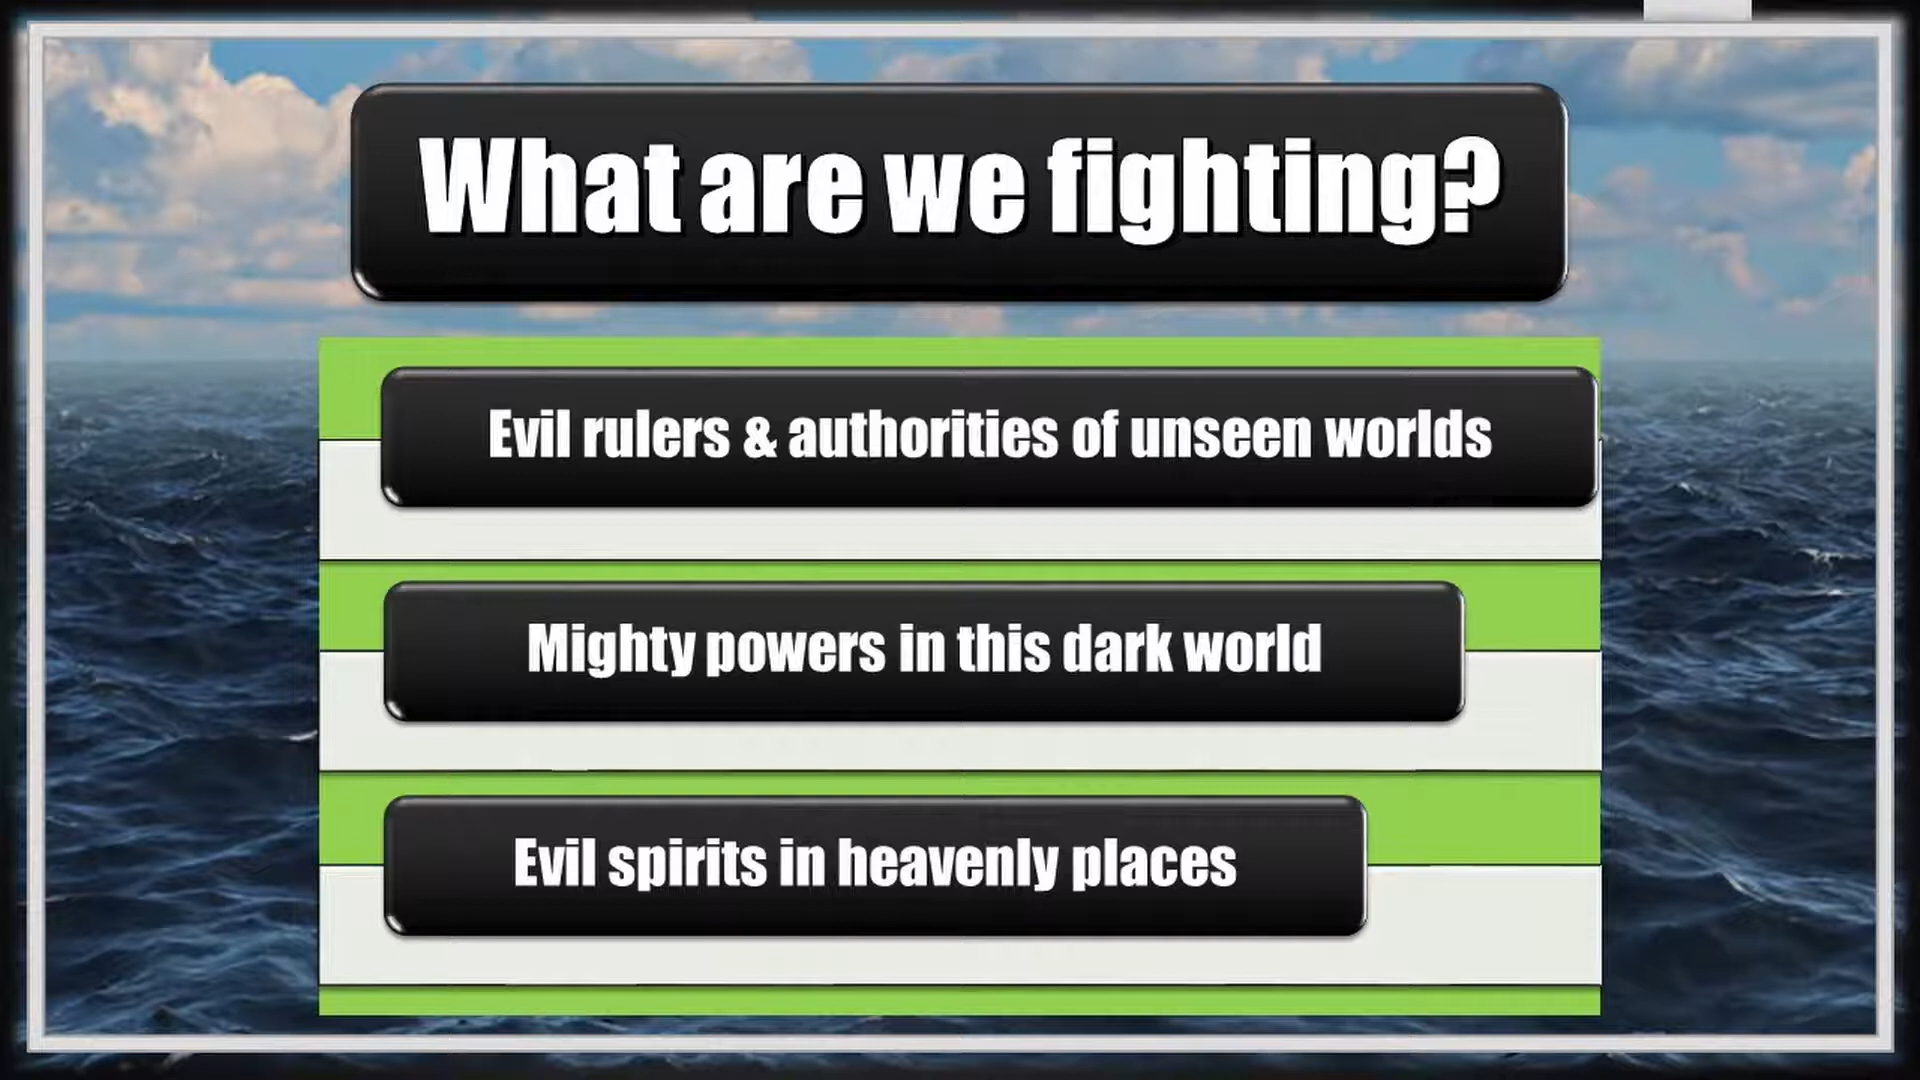 What are we fighting?
Evil rulers & authorities of unseen worlds
Mighty powers in this dark world
Evil spirits in heavenly places